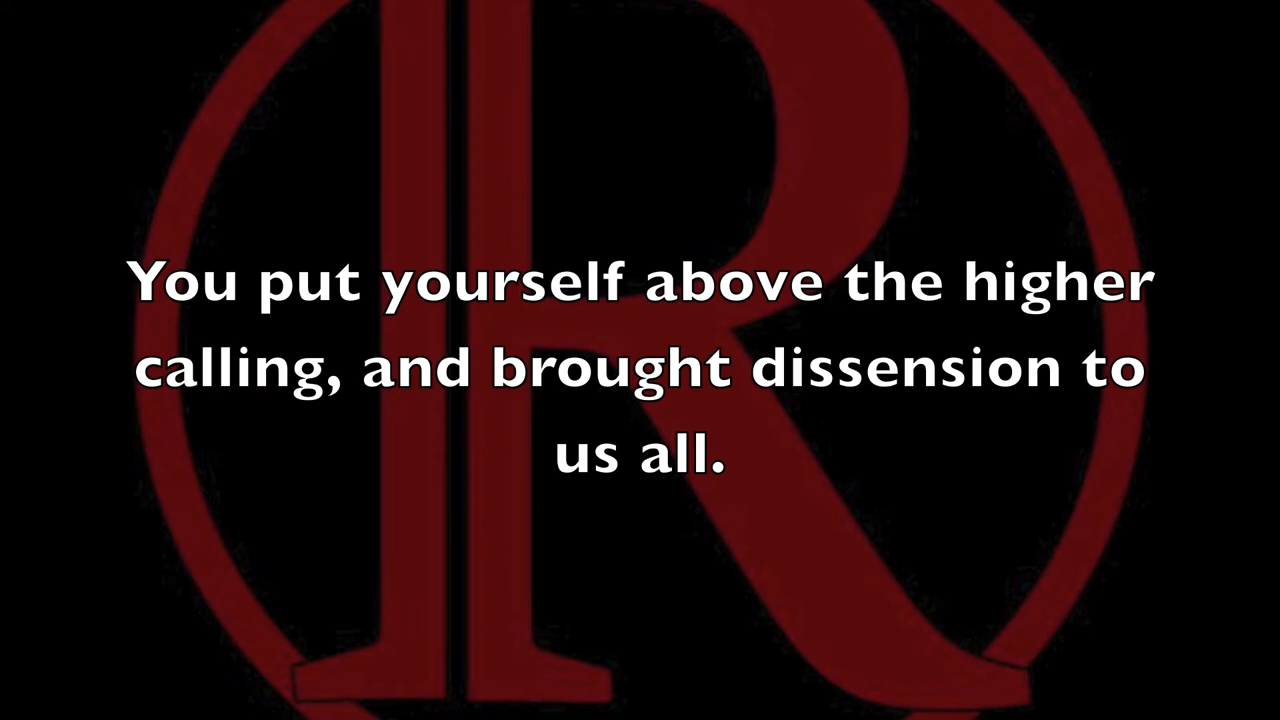 You put yourself above the higher
calling, and brought dissension to
us all.
R